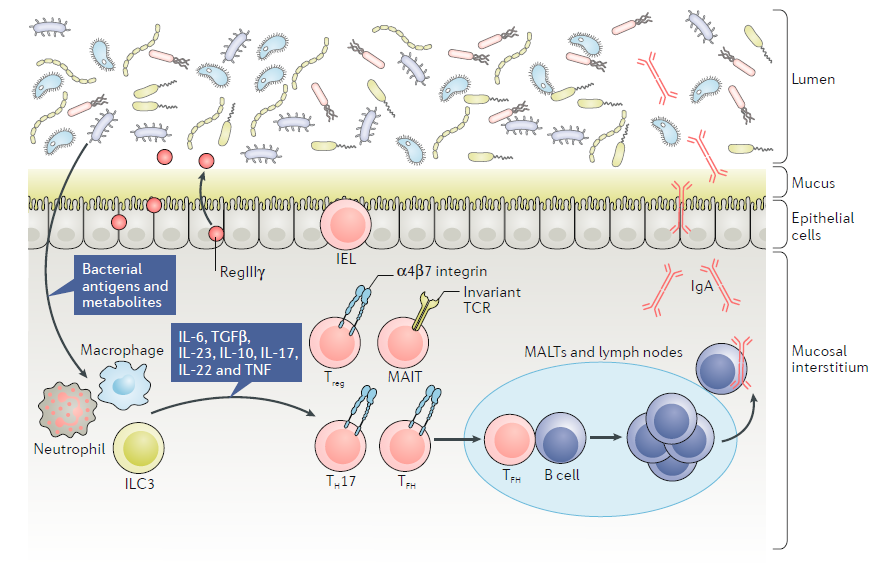 Lumen
Mucus
Epithelial
cells
RegIIIγ
IEL
Bacterial
antigens and
metabolites
α4β7 integrin
Invariant
TCR
IgA
IL-6, TGFβ,
IL-23, IL-10, IL-17,
IL-22 and TNF
Macrophage
Treg
MAIT
MALTs and lymph nodes
Mucosal
interstitium
Neutrophil
ILC3
TH17
TFH
TFH
B cell